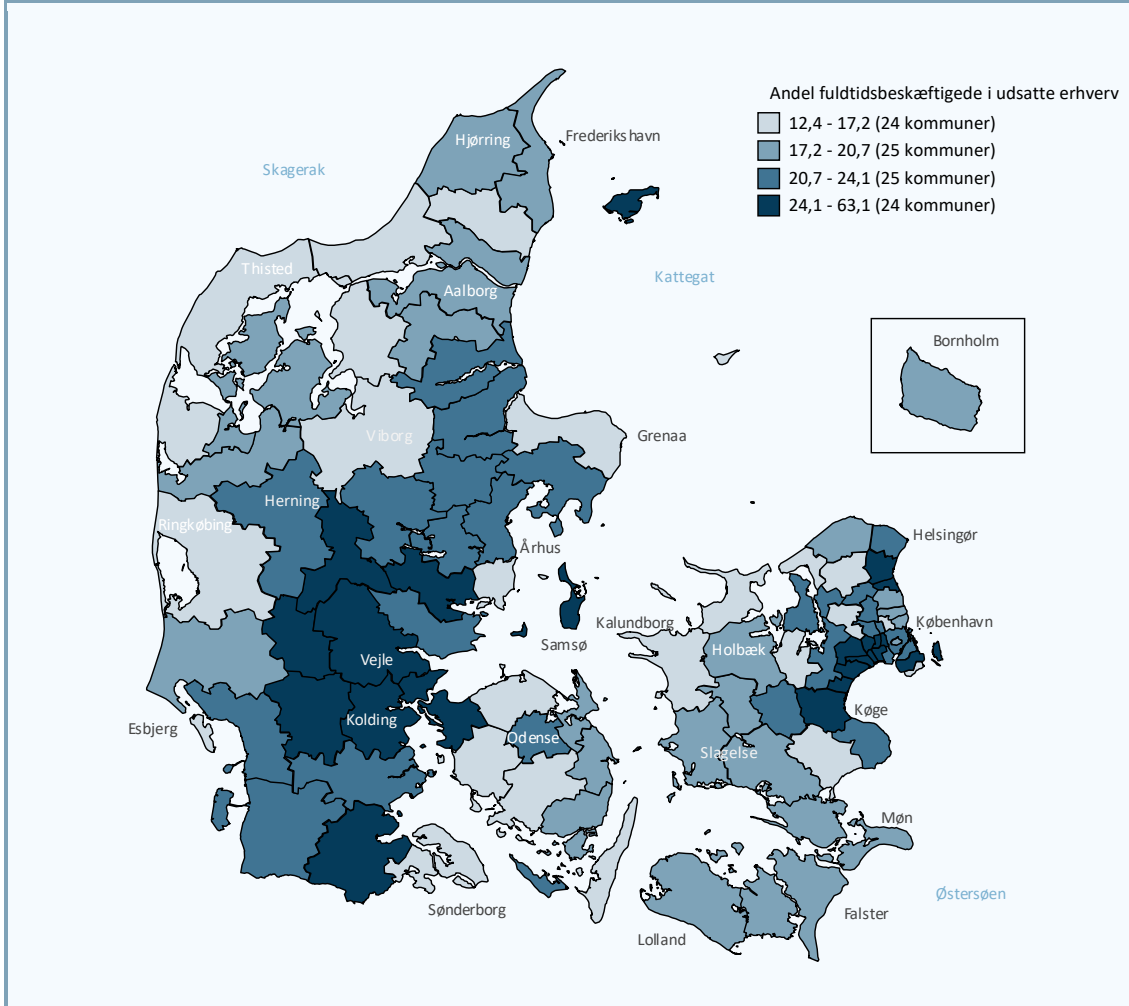 Andel fuldtidsbeskæftigede i udsatte erhverv
12,4 - 17,2 (24 kommuner)
17,2 - 20,7 (25 kommuner)
20,7 - 24,1 (25 kommuner)
24,1 - 63,1 (24 kommuner)
Hjørring
Frederikshavn
Skagerak
Thisted
Kattegat
Aalborg
Bornholm
Viborg
Grenaa
Herning
Ringkøbing
Århus
Helsingør
Kalundborg
København
Samsø
Holbæk
Vejle
Esbjerg
Kolding
Køge
Odense
Slagelse
Møn
Østersøen
Sønderborg
Falster
Lolland